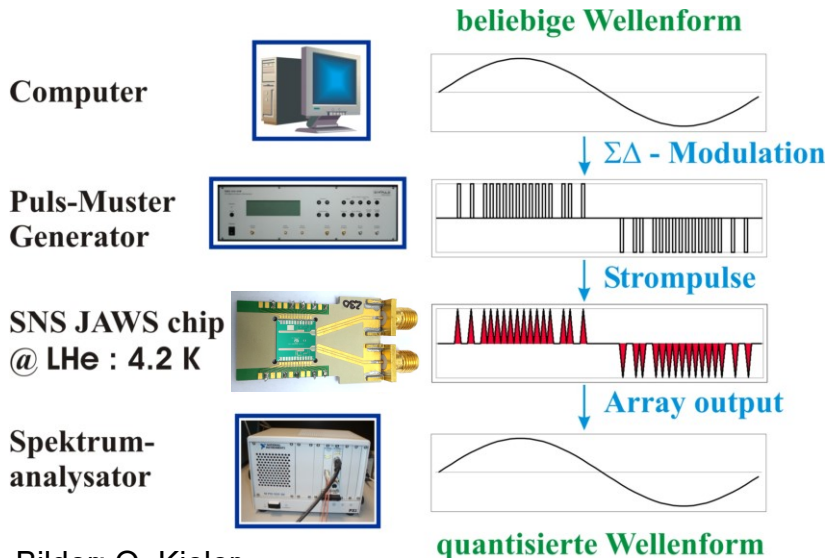 beliebige Wellenform
Computer
ΣΔ - Modulation
Puls-Muster
Generator
Strompulse
SNS JAWS chip
@ LHe : 4.2 K
Array output
Spektrum-
analysator
quantisierte Wellenform